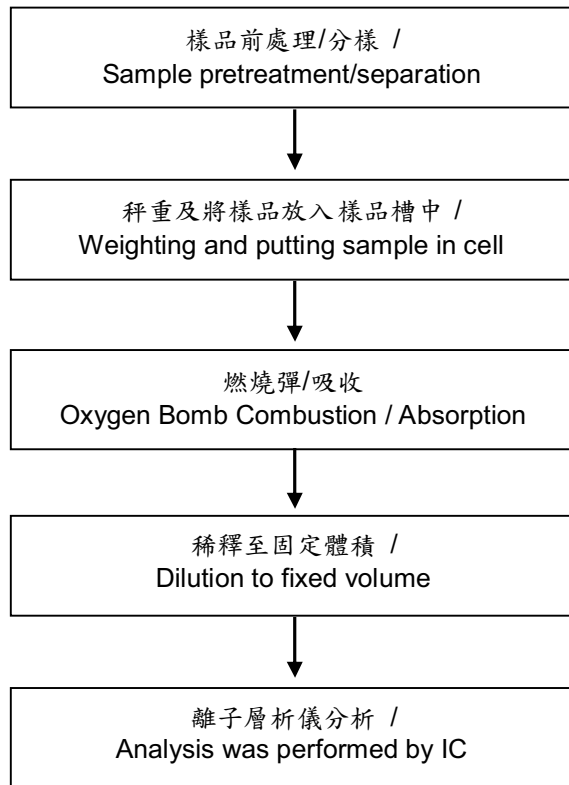 樣品前處理/分樣 /
Sample pretreatment/separation
秤重及將樣品放入樣品槽中 /
Weighting and putting sample in cell
燃燒彈/吸收
Oxygen Bomb Combustion / Absorption
稀釋至固定體積 /
Dilution to fixed volume
離子層析儀分析 /
Analysis was performed by IC